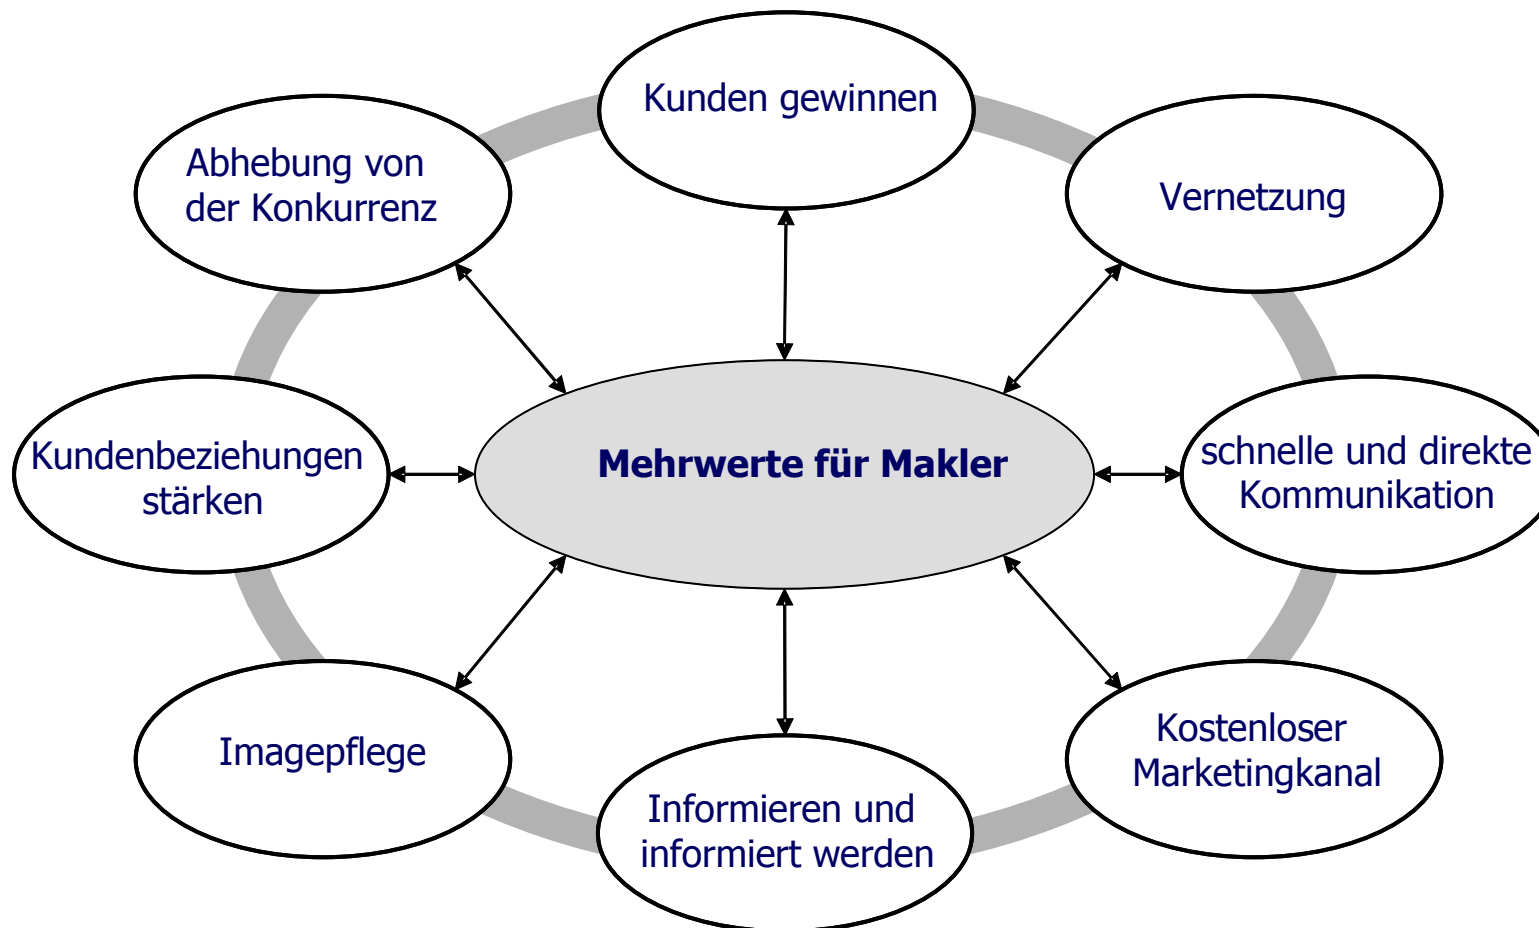 Kunden gewinnen
Abhebung von
der Konkurrenz
Vernetzung
Kundenbeziehungen
stärken
Mehrwerte für Makler
schnelle und direkte
Kommunikation
Imagepflege
Kostenloser
Marketingkanal
Informieren und
informiert werden